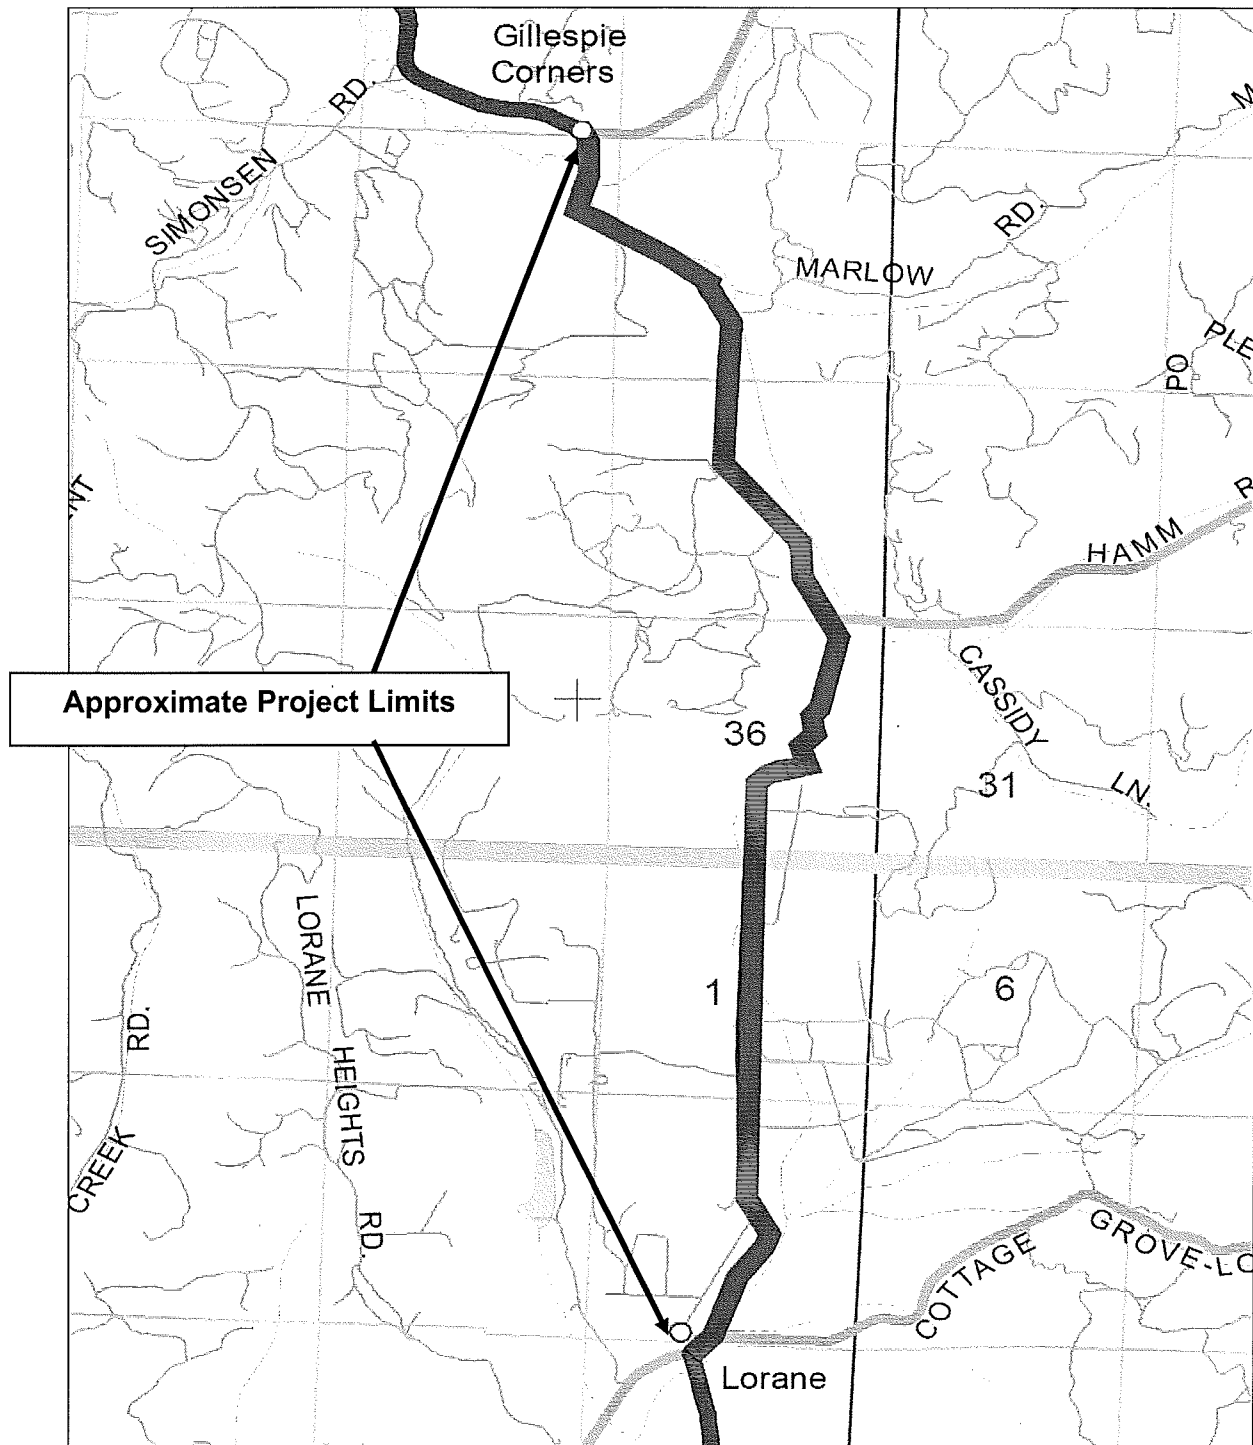 Gillespie
Corners
RD.
SIMONSEN
RD.
MARLOW
PO
HAMM
CASSIDY
LN.
Approximate Project Limits
36
31
LORANE
HEIGHTS
RD.
1
6
RD.
CREEK
COTTAGE
GROVE-LO
Lorane